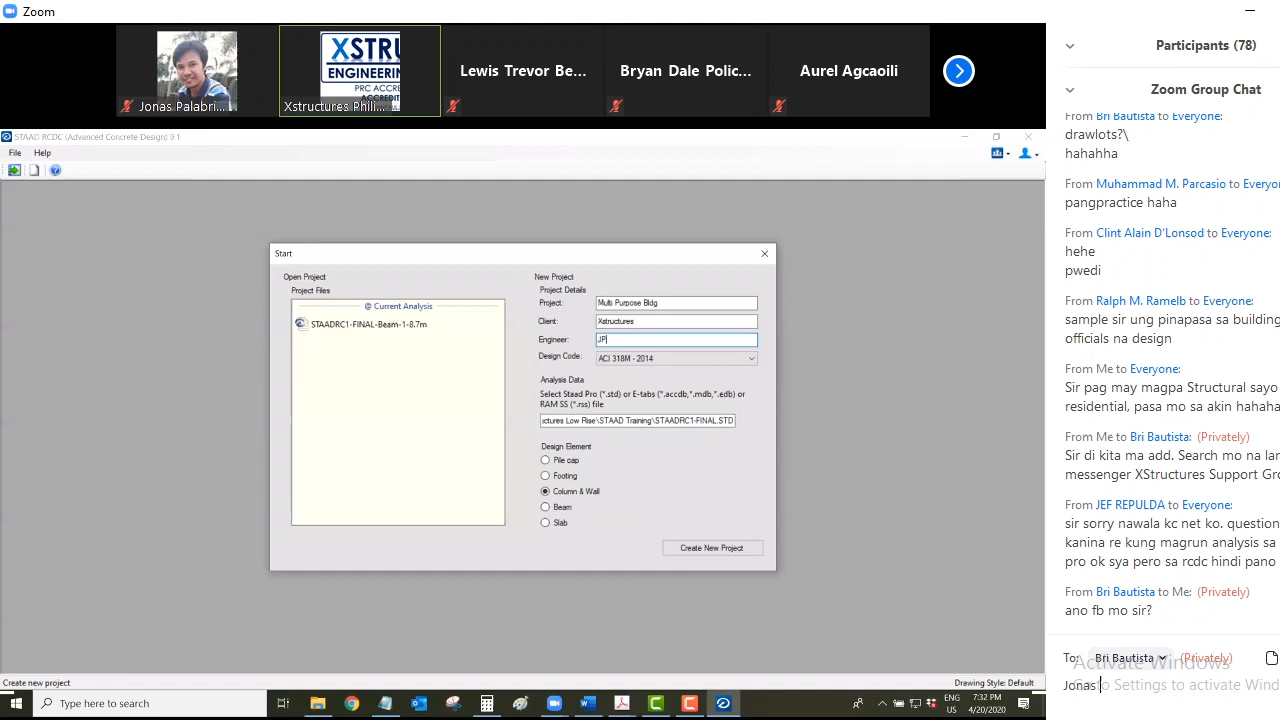 Zoom
XSTRU
ENGINEERIN
PRC ACCRE
ACCREDIT
Jonas Palabri...
Xstructures Phili...
Lewis Trevor Be...
Bryan Dale Polic...
Aurel Agcaoili
Participants (78)
Zoom Group Chat
STAAD RCDC (Advanced Concrete Design) 9.1
File Help
Start
Open Project
Project Files
@ Current Analysis
STAADRC1-FINAL-Beam-1-8.7m
New Project
Project Details
Project: Multi Purpose Bldg
Client: Xstructures
Engineer: JP
Design Code: ACI 318M - 2014
Analysis Data
Select Staad Pro (*.std) or E-tabs (*.accdb,*.mdb,*.edb) or
RAM SS (*.rss) file
ctures Low Rise\STAAD Training\STAADRC1-FINAL.STD
Design Element
Pile cap
Footing
Column & Wall
Beam
Slab
Create New Project
Create new project
Drawing Style: Default
From Bri Bautista to Everyone:
drawlots?\
hahahha
From Muhammad M. Parcasio to Everyo
pangpractice haha
From Clint Alain D'Lonsod to Everyone:
hehe
pwedi
From Ralph M. Ramelb to Everyone:
sample sir ung pinapasa sa building
officials na design
From Me to Everyone:
Sir pag may magpa Structural sayo
residential, pasa mo sa akin hahaha
From Me to Bri Bautista: (Privately)
Sir di kita ma add. Search mo na lan
messenger XStructures Support Gro
From JEF REPULDA to Everyone:
sir sorry nawala kc net ko. question
kanina re kung magrun analysis sa
pro ok sya pero sa rcdc hindi pano
From Bri Bautista to Me: (Privately)
ano fb mo sir?
To: Bri Bautista (Privately)
Jonas
Activate Windows
Go to Settings to activate Wind
Type here to search
ENG
US
7:32 PM
4/20/2020